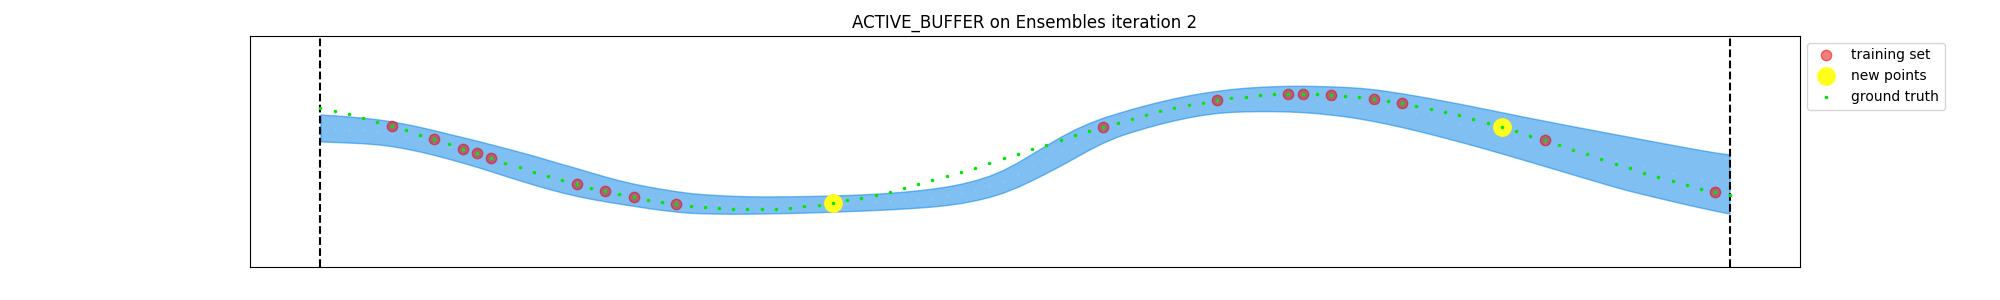 ACTIVE_BUFFER on Ensembles iteration 2
training set
new points
ground truth